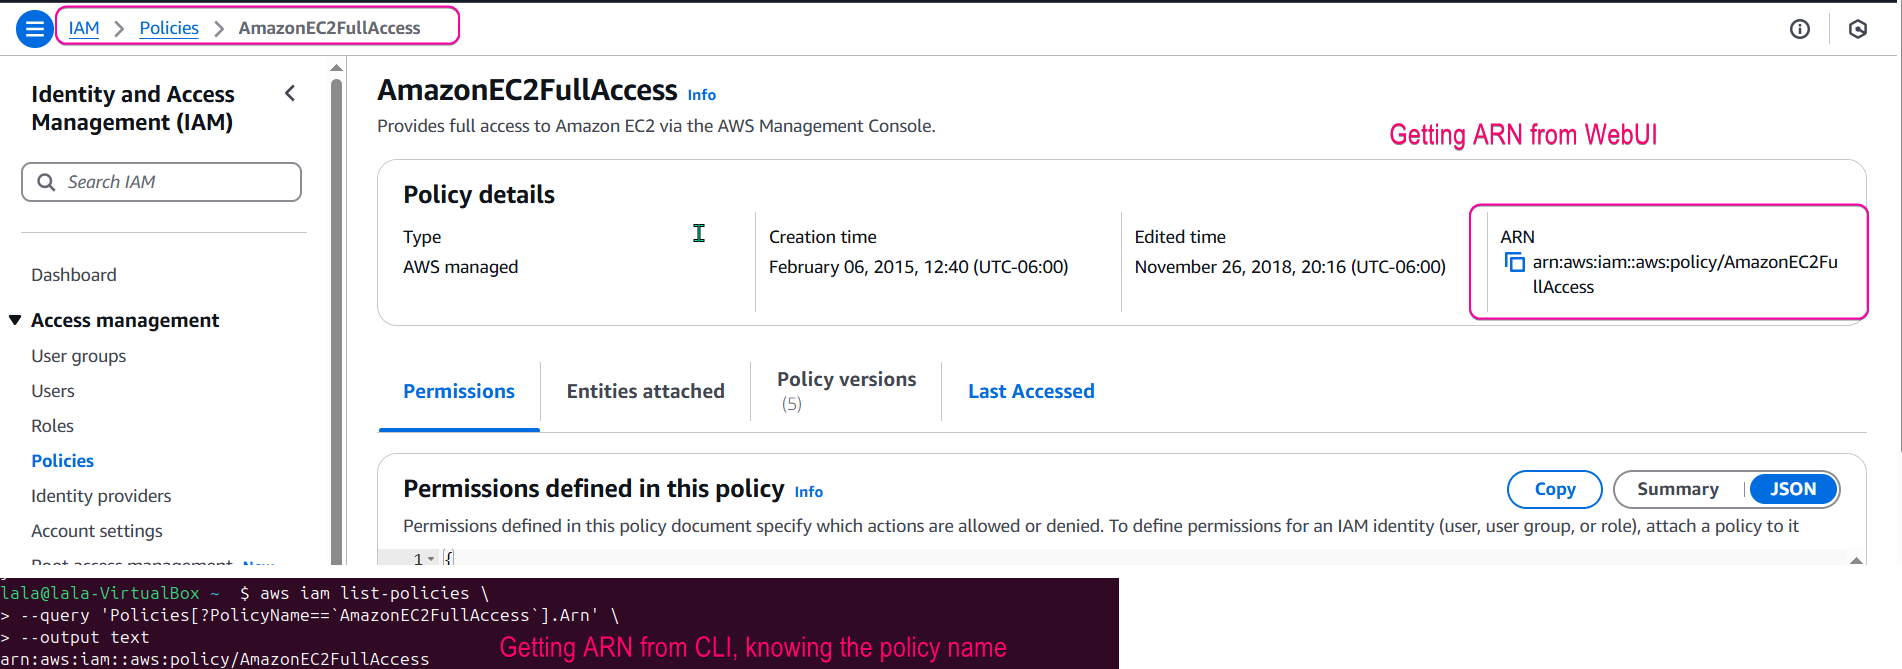 IAM > Policies > AmazonEC2FullAccess
Identity and Access
Management (IAM)
Search IAM
Dashboard
Access management
User groups
Users
Roles
Policies
Identity providers
Account settings
Root access management New
AmazonEC2FullAccess Info
Provides full access to Amazon EC2 via the AWS Management Console.
Getting ARN from WebUI
Policy details
Type
AWS managed
Creation time
February 06, 2015, 12:40 (UTC-06:00)
Edited time
November 26, 2018, 20:16 (UTC-06:00)
ARN
arn:aws:iam::aws:policy/AmazonEC2Fu
llAccess
Permissions
Entities attached
Policy versions
(5)
Last Accessed
Permissions defined in this policy Info
Copy
Summary
JSON
Permissions defined in this policy document specify which actions are allowed or denied. To define permissions for an IAM identity (user, user group, or role), attach a policy to it
1 {
lala@lala-VirtualBox ~ $ aws iam list-policies \
> --query 'Policies[?PolicyName==`AmazonEC2FullAccess`].Arn' \
> --output text
arn:aws:iam::aws:policy/AmazonEC2FullAccess
Getting ARN from CLI, knowing the policy name